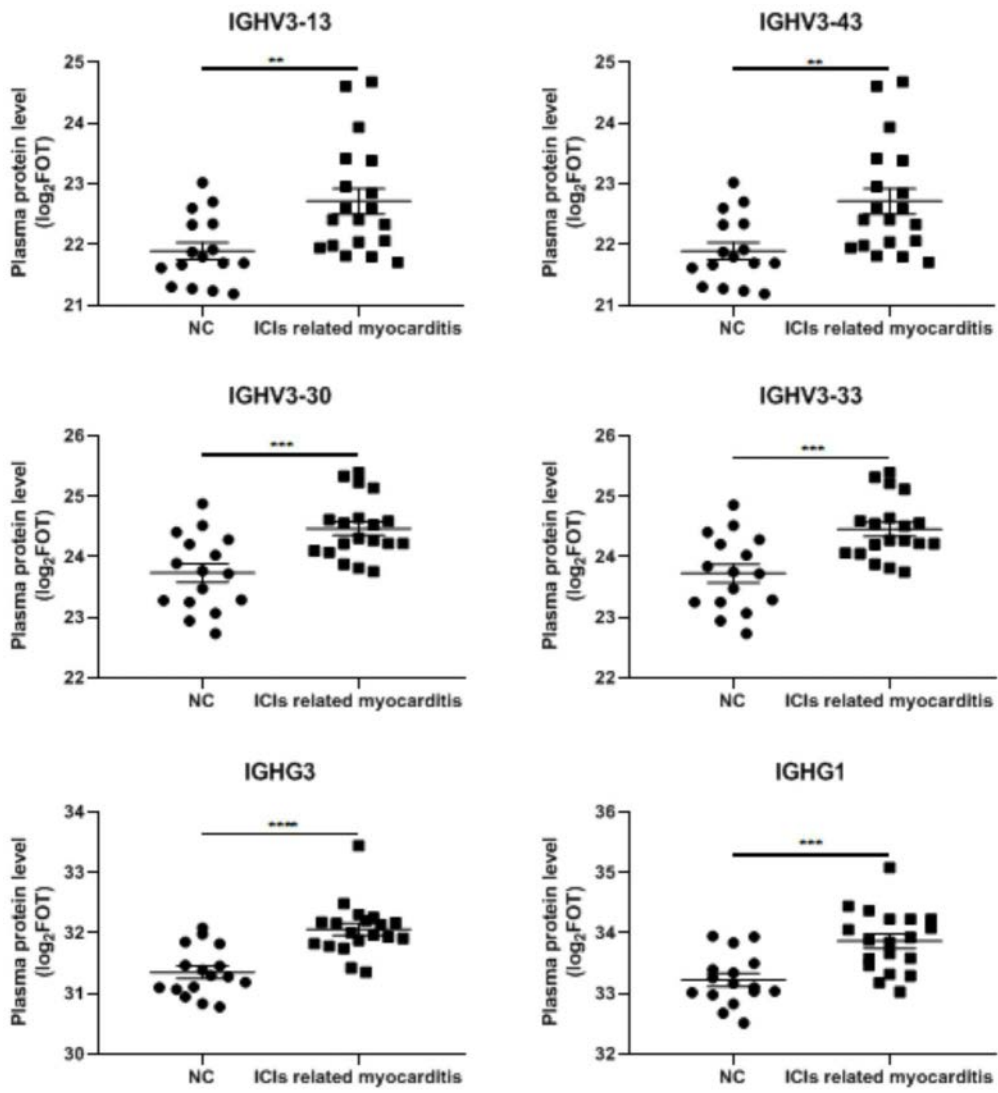 IGHV3-13
Plasma protein level
(log₂FOT)
25
24
23
22
21
**
NC
ICIs related myocarditis
IGHV3-43
Plasma protein level
(log₂FOT)
25
24
23
22
21
**
NC
ICIs related myocarditis
IGHV3-30
Plasma protein level
(log₂FOT)
26
25
24
23
22
***
NC
ICIs related myocarditis
IGHV3-33
Plasma protein level
(log₂FOT)
26
25
24
23
22
***
NC
ICIs related myocarditis
IGHG3
Plasma protein level
(log₂FOT)
34
33
32
31
30
****
NC
ICIs related myocarditis
IGHG1
Plasma protein level
(log₂FOT)
36
35
34
33
32
***
NC
ICIs related myocarditis